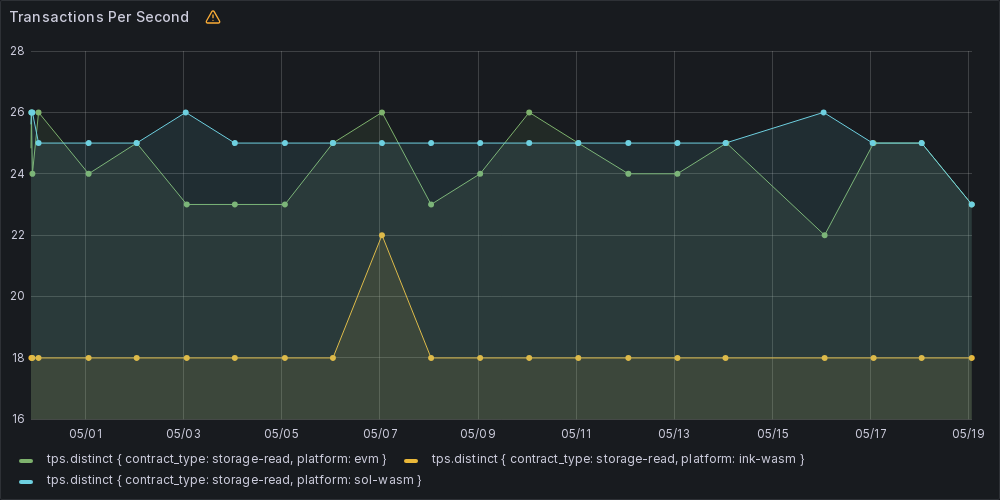 Transactions Per Second
28
26
24
22
20
18
16
05/01 05/03 05/05 05/07 05/09 05/11 05/13 05/15 05/17 05/19
tps.distinct { contract_type: storage-read, platform: evm } tps.distinct { contract_type: storage-read, platform: ink-wasm }
tps.distinct { contract_type: storage-read, platform: sol-wasm }